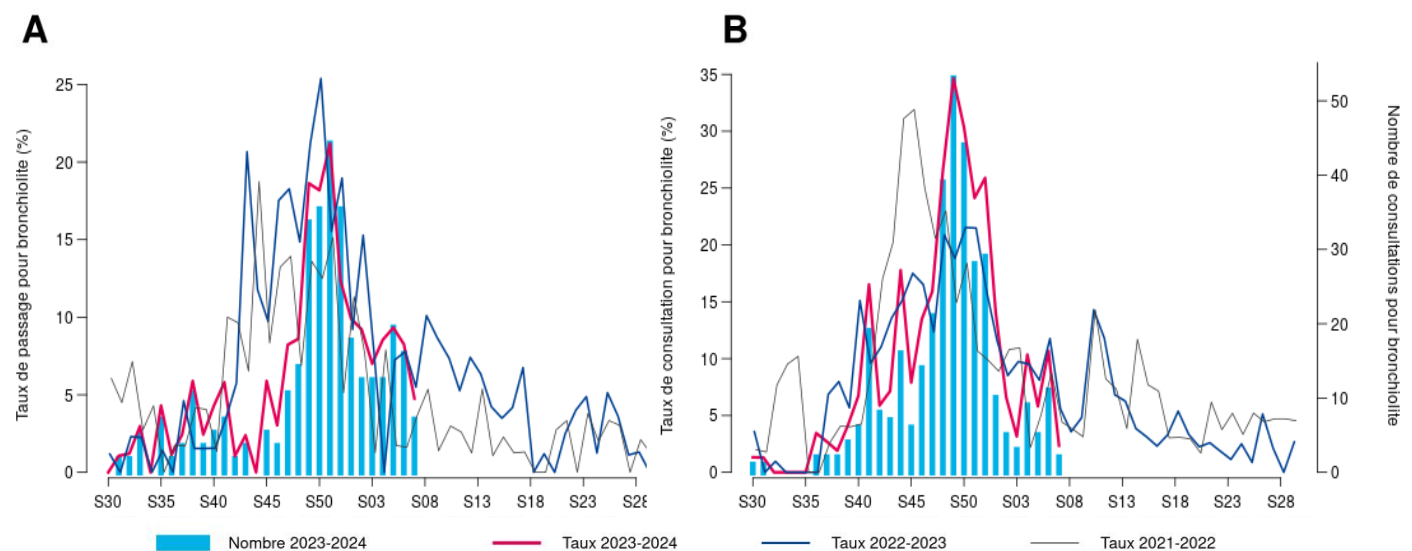 A
B
Taux de passage pour bronchiolite (%)
25
20
15
10
5
0
S30
S35
S40
S45
S50
S03
S08
S13
S18
S23
Taux de consultation pour bronchiolite (%)
35
30
25
20
15
10
5
0
S30
S35
S40
S45
S50
S03
S08
S13
S18
S23
S28
50
40
30
20
10
0
Nombre de consultations pour bronchiolite
Nombre 2023-2024
Taux 2023-2024
Taux 2022-2023
Taux 2021-2022